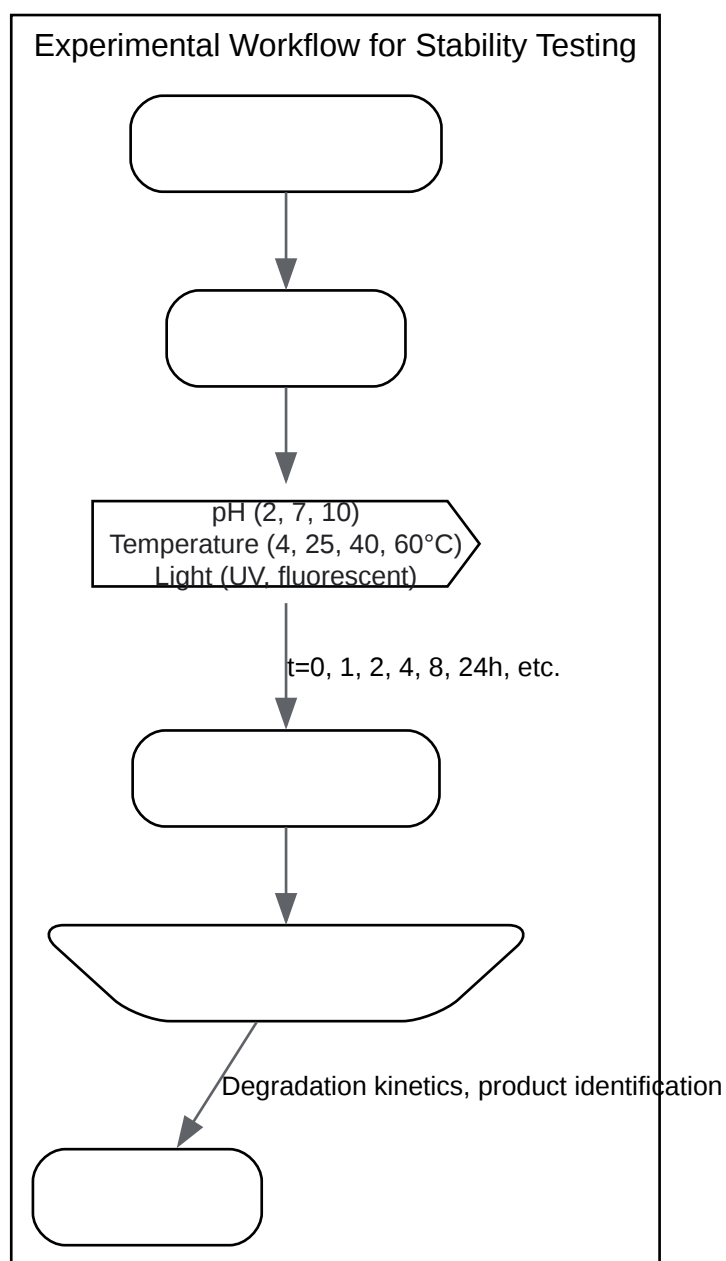 Experimental Workflow for Stability Testing
pH (2, 7, 10)
Temperature (4, 25, 40, 60°C)
Light (UV, fluorescent)
t=0, 1, 2, 4, 8, 24h, etc.
Degradation kinetics, product identification